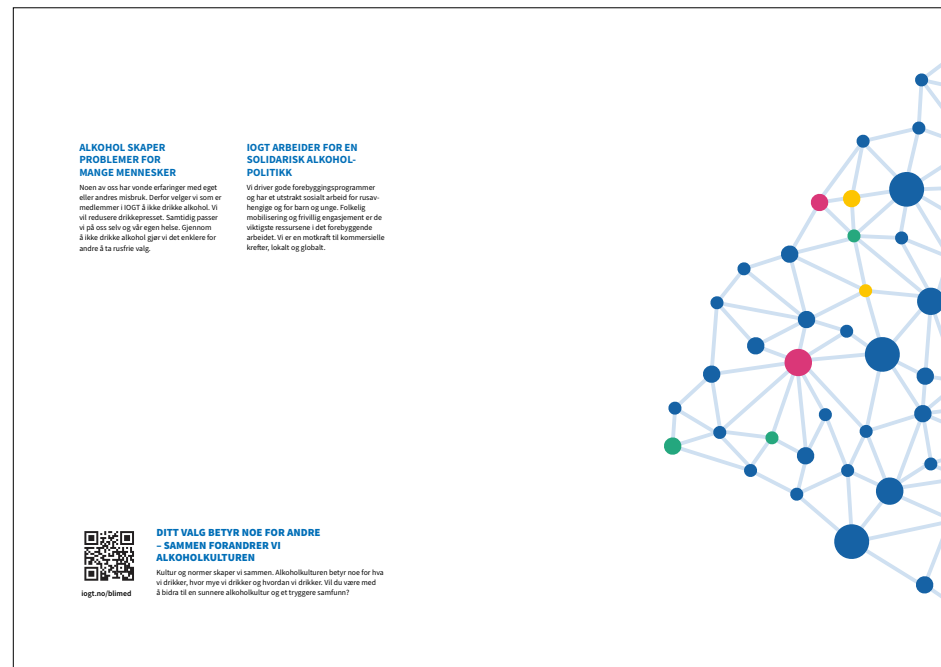 ALKOHOL SKAPER
PROBLEMER FOR
MANGE MENNESKER
Noen av oss har vonde erfaringer med eget
eller andres misbruk. Derfor velger vi som er
medlemmer i IOGT å ikke drikke alkohol. Vi
vil redusere drikkepresset. Samtidig passer
vi på oss selv og vår egen helse. Gjennom
å ikke drikke alkohol gjør vi det enklere for
andre å ta rusfrie valg.
IOGT ARBEIDER FOR EN
SOLIDARISK ALKOHOL-
POLITIKK
Vi driver gode forebyggingsprogrammer
og har et utstrakt sosialt arbeid for rusav-
hengige og for barn og unge. Folkelig
mobilisering og frivillig engasjement er de
viktigste ressursene i det forebyggende
arbeidet. Vi er en motkraft til kommersielle
krefter, lokalt og globalt.
DITT VALG BETYR NOE FOR ANDRE
– SAMMEN FORANDRER VI
ALKOHOLKULTUREN
Kultur og normer skaper vi sammen. Alkoholkulturen betyr noe for hva
vi drikker, hvor mye vi drikker og hvordan vi drikker. Vil du være med
å bidra til en sunnere alkoholkultur og et tryggere samfunn?
iogt.no/blimed